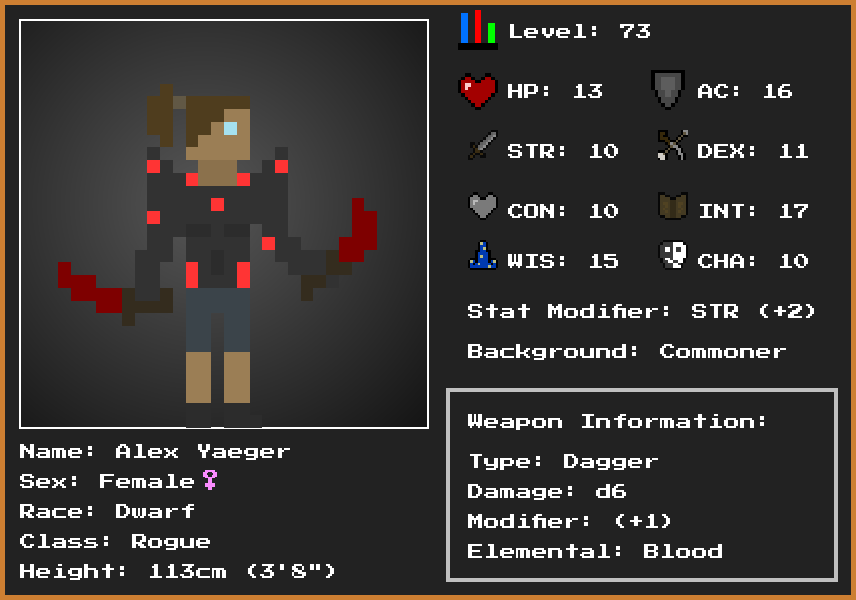 Level: 73
HP: 13
AC: 16
STR: 10
DEX: 11
CON: 10
INT: 17
WIS: 15
CHA: 10
Stat Modifier: STR (+2)
Background: Commoner
Weapon Information:
Type: Dagger
Damage: d6
Modifier: (+1)
Elemental: Blood
Name: Alex Yaeger
Sex: Female♀
Race: Dwarf
Class: Rogue
Height: 113cm (3'8")